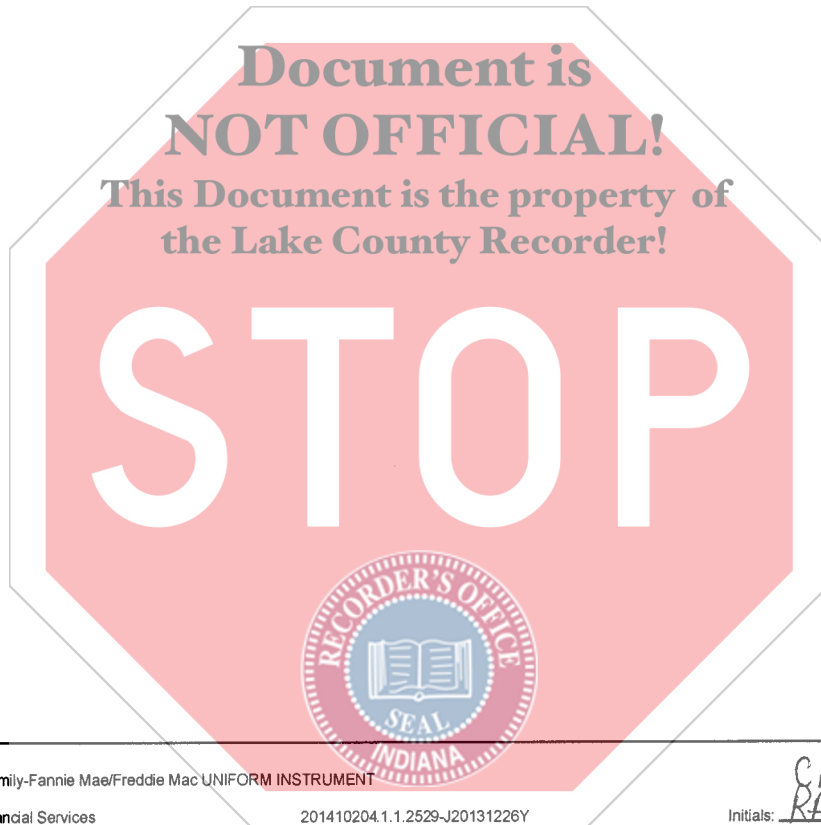 Document is
NOT OFFICIAL!
This Document is the property of
the Lake County Recorder!
STOP
RECORDER'S OFFICE
SEAL
INDIANA
mily-Fannie Mae/Freddie Mac UNIFORM INSTRUMENT
ancial Services 201410204.1.1.2529-J20131226Y Initials: